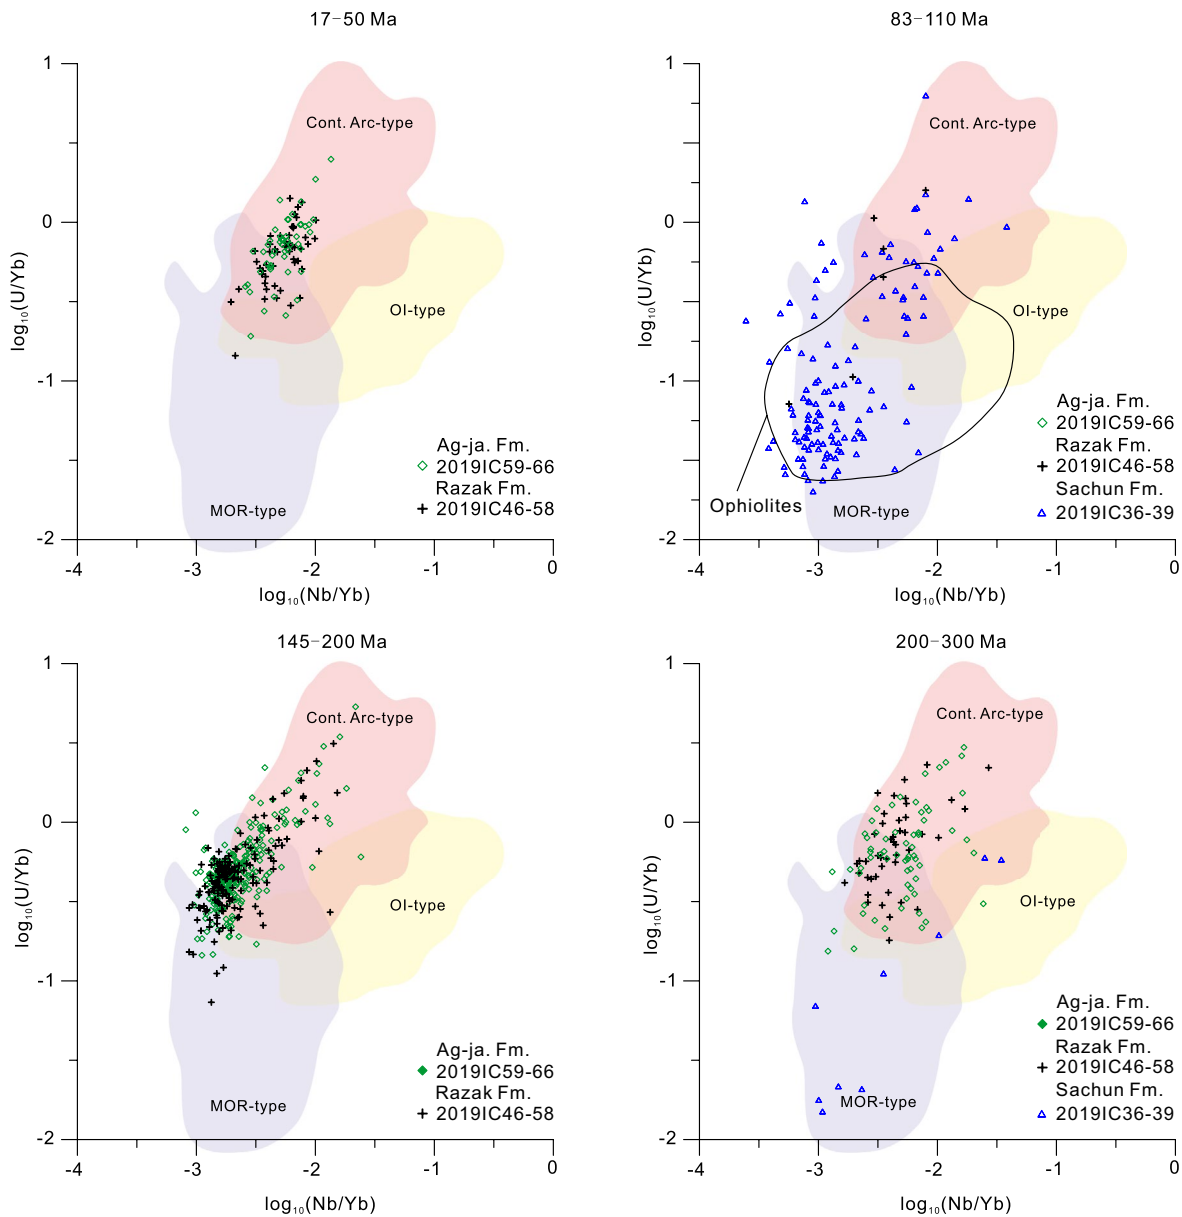 17–50 Ma
1
0
-1
-2
-4
-3
-2
-1
0
log₁₀(U/Yb)
log₁₀(Nb/Yb)
Cont. Arc-type
OI-type
MOR-type
Ag-ja. Fm.
2019IC59-66
Razak Fm.
2019IC46-58
83–110 Ma
1
0
-1
-2
-4
-3
-2
-1
0
log₁₀(U/Yb)
log₁₀(Nb/Yb)
Cont. Arc-type
OI-type
Ophiolites
MOR-type
Ag-ja. Fm.
2019IC59-66
Razak Fm.
2019IC46-58
Sachun Fm.
2019IC36-39
145–200 Ma
1
0
-1
-2
-4
-3
-2
-1
0
log₁₀(U/Yb)
log₁₀(Nb/Yb)
Cont. Arc-type
OI-type
MOR-type
Ag-ja. Fm.
2019IC59-66
Razak Fm.
2019IC46-58
200–300 Ma
1
0
-1
-2
-4
-3
-2
-1
0
log₁₀(U/Yb)
log₁₀(Nb/Yb)
Cont. Arc-type
OI-type
MOR-type
Ag-ja. Fm.
2019IC59-66
Razak Fm.
2019IC46-58
Sachun Fm.
2019IC36-39